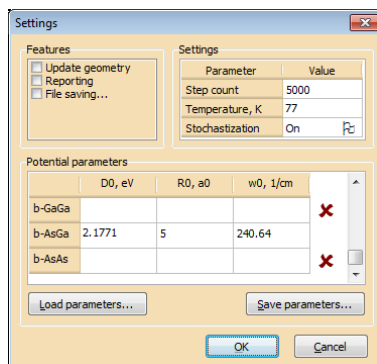 Settings
Features
Update geometry
Reporting
File saving...
Settings
Parameter Value
Step count 5000
Temperature, K 77
Stochastization On
Potential parameters
D0, eV R0, a0 w0, 1/cm
b-GaGa
b-AsGa 2.1771 5 240.64
b-AsAs
Load parameters...
Save parameters...
OK
Cancel